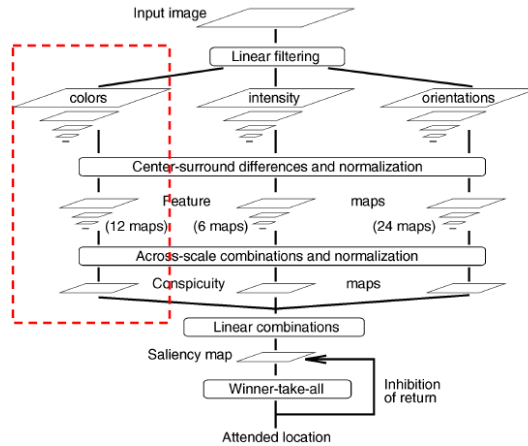 Input image
Linear filtering
colors
intensity
orientations
Center-surround differences and normalization
Feature maps
(12 maps)
(6 maps)
(24 maps)
Across-scale combinations and normalization
Conspicuity maps
Linear combinations
Saliency map
Winner-take-all
Inhibition
of return
Attended location